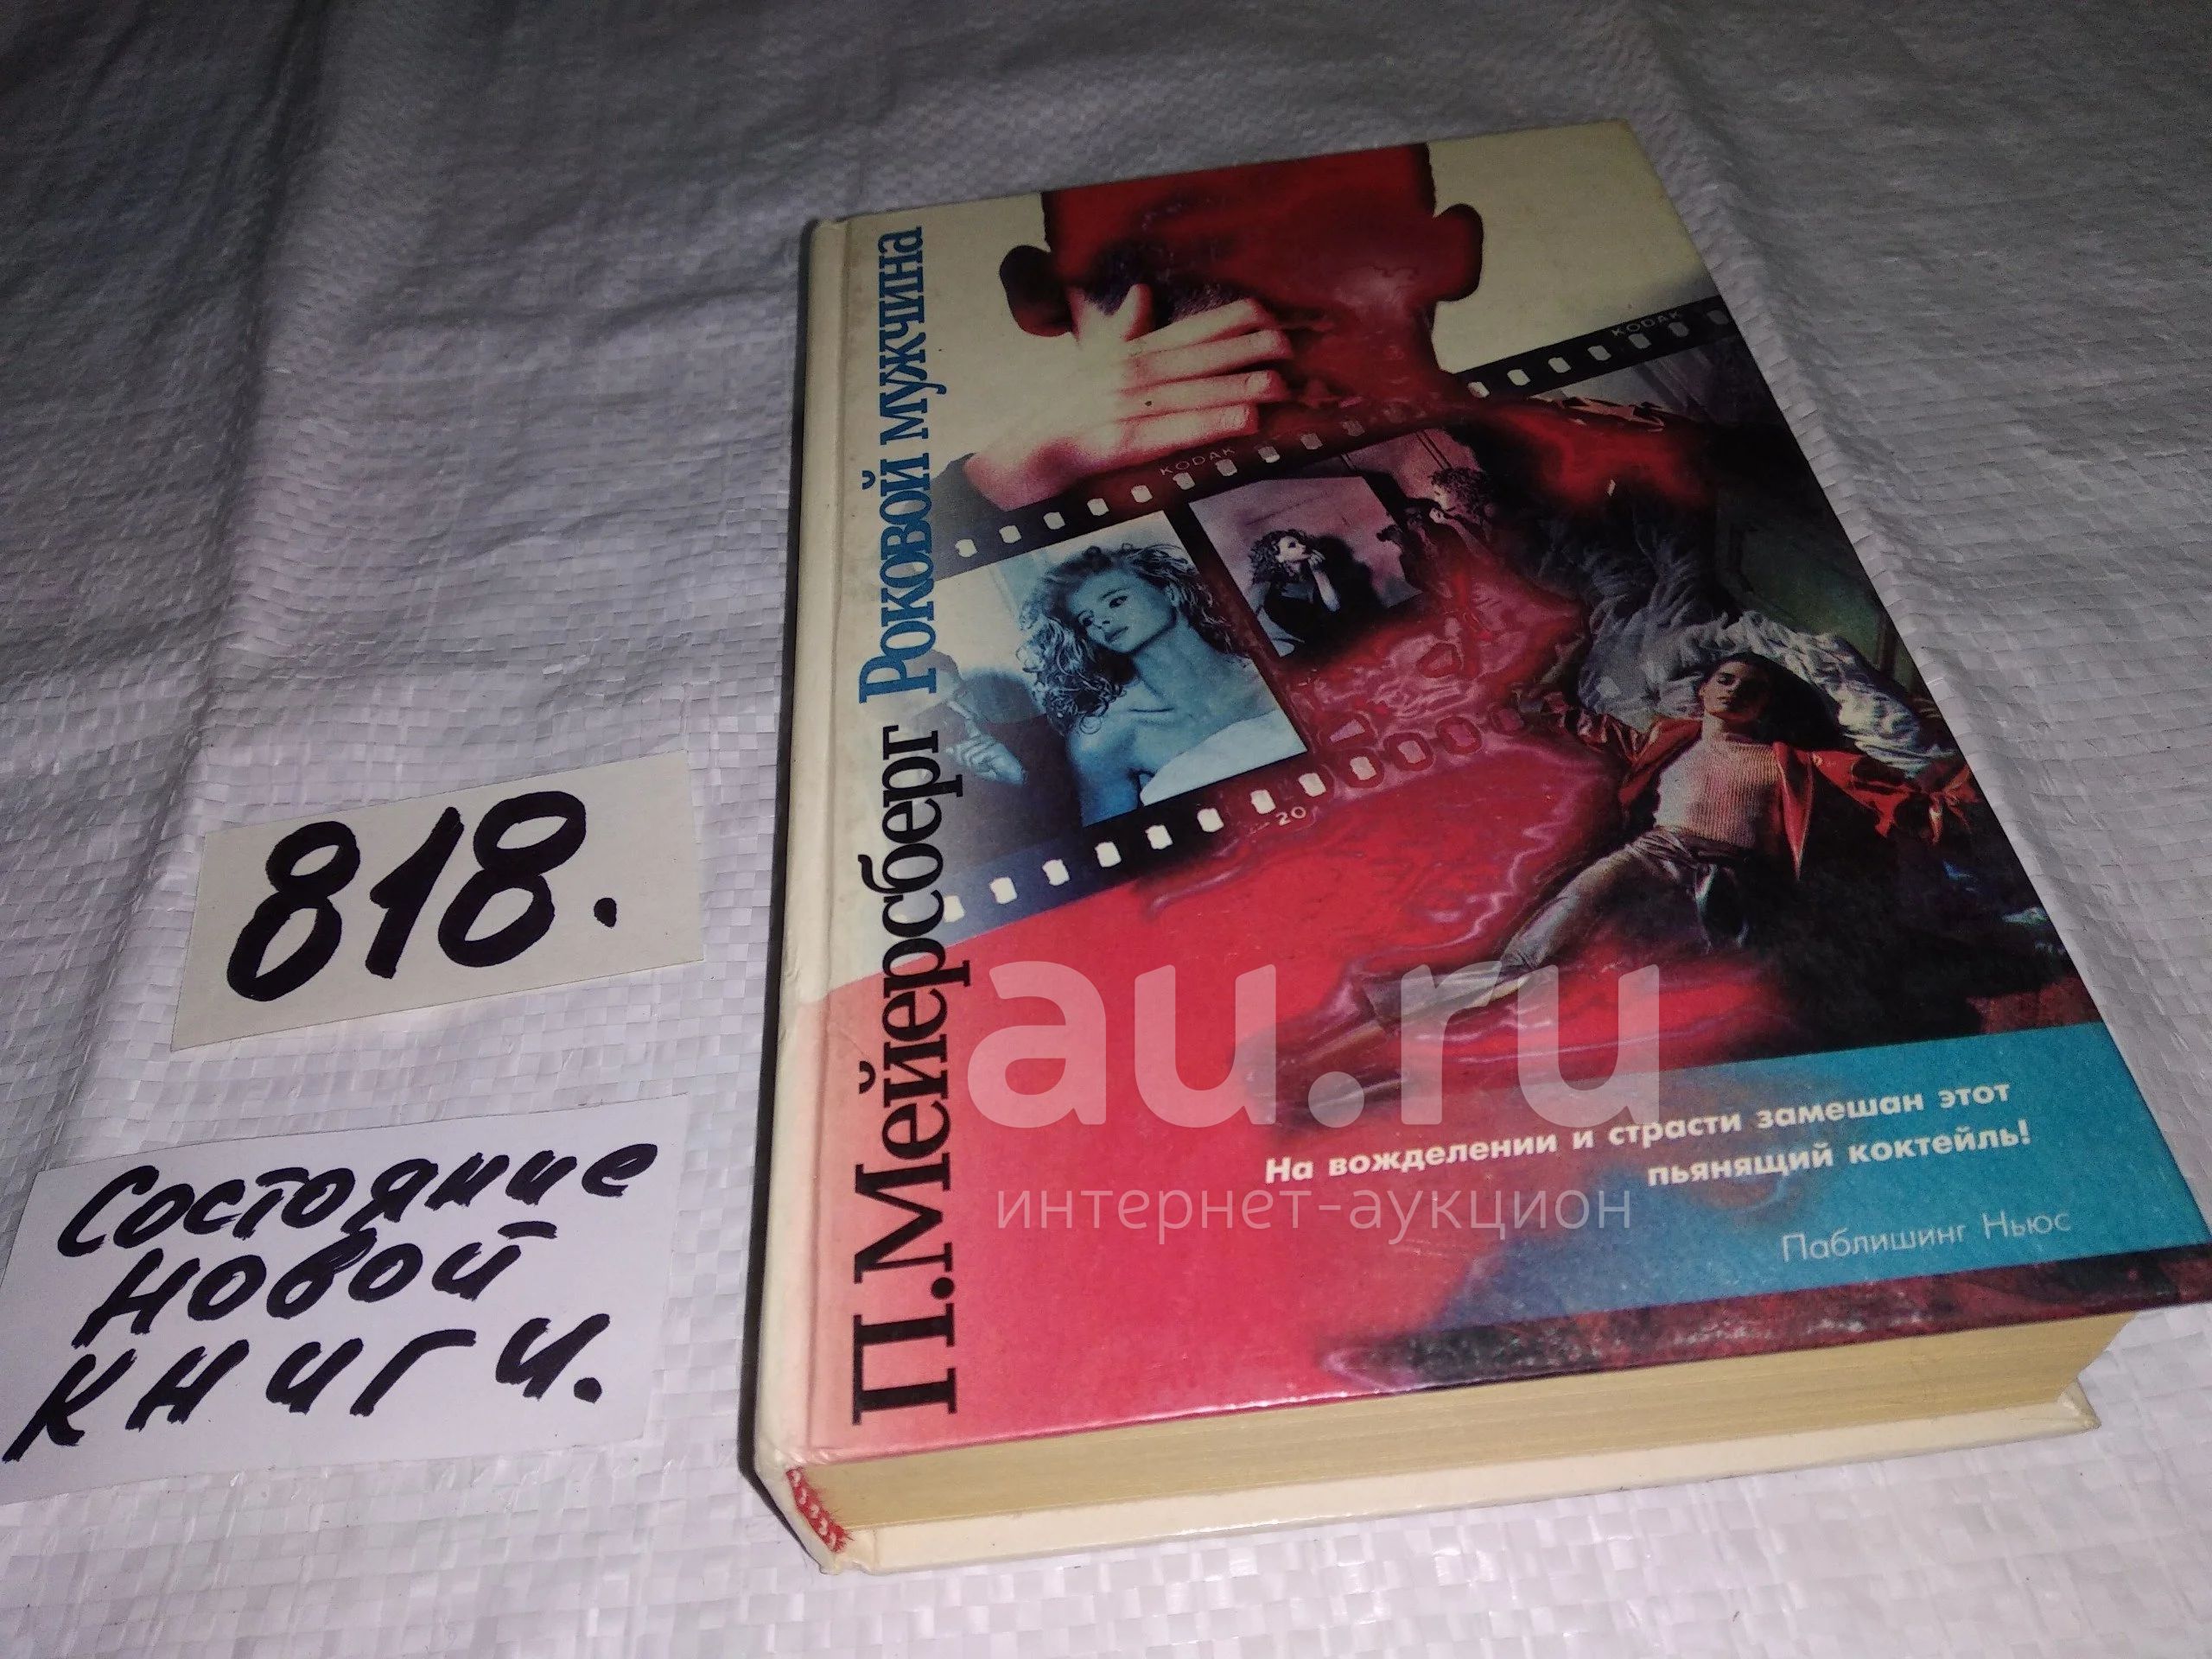 П. Мейерсберг Роковой мужчина
KODAK
KODAK
20
На вожделении и страсти замешан этот
пьянящий коктейль!
Паблишинг Ньюс
818.
Состояние
новой
книги.
au.ru
интернет-аукцион